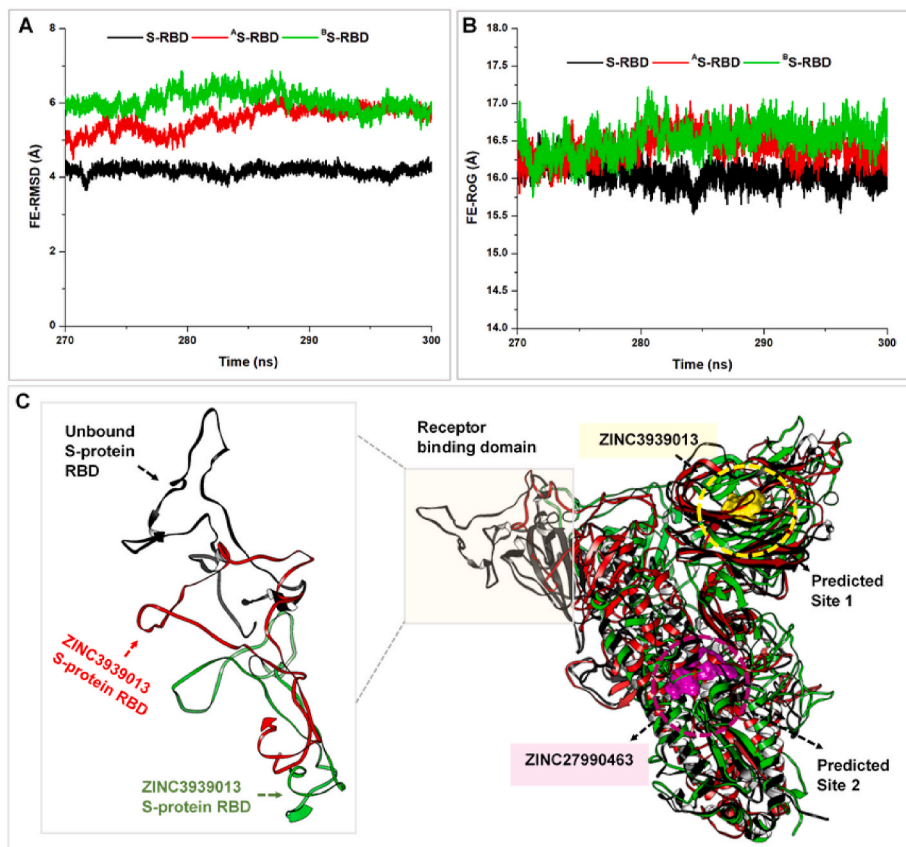 A
S-RBD AS-RBD BS-RBD
FE-RMSD (Å)
8
6
4
2
0
270 280 290 300
Time (ns)
B
S-RBD AS-RBD BS-RBD
FE-RoG (Å)
18.0
17.5
17.0
16.5
16.0
15.5
15.0
14.5
14.0
270 280 290 300
Time (ns)
C
Unbound
S-protein
RBD
ZINC3939013
S-protein RBD
ZINC3939013
S-protein RBD
Receptor
binding domain
ZINC3939013
Predicted
Site 1
ZINC27990463
Predicted
Site 2